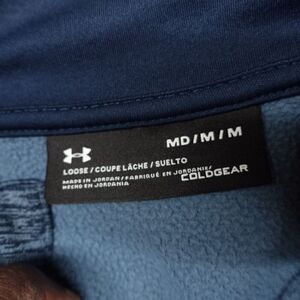 MD / M / M
LOOSE / COUPE LÂCHE / SUELTO
MADE IN JORDAN / FABRIQUÉ EN JORDANIE/
HECHO EN JORDANIA
COLDGEAR